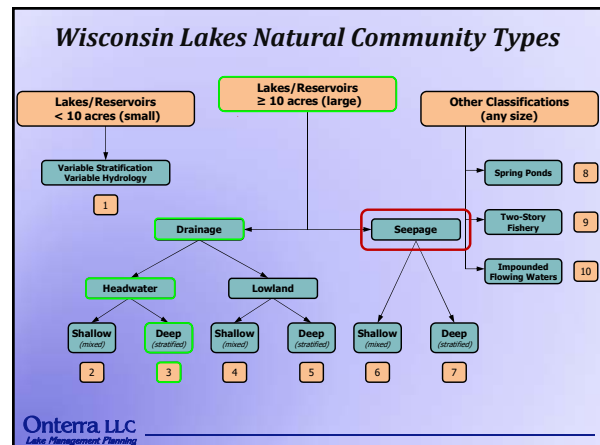 Wisconsin Lakes Natural Community Types
Lakes/Reservoirs
< 10 acres (small)
Lakes/Reservoirs
≥ 10 acres (large)
Other Classifications
(any size)
Variable Stratification
Variable Hydrology
1
Spring Ponds
8
Two-Story
Fishery
9
Impounded
Flowing Waters
10
Drainage
Seepage
Headwater
Lowland
Shallow
(mixed)
2
Deep
(stratified)
3
Shallow
(mixed)
4
Deep
(stratified)
5
Shallow
(mixed)
6
Deep
(stratified)
7
Onterra LLC
Lake Management Planning